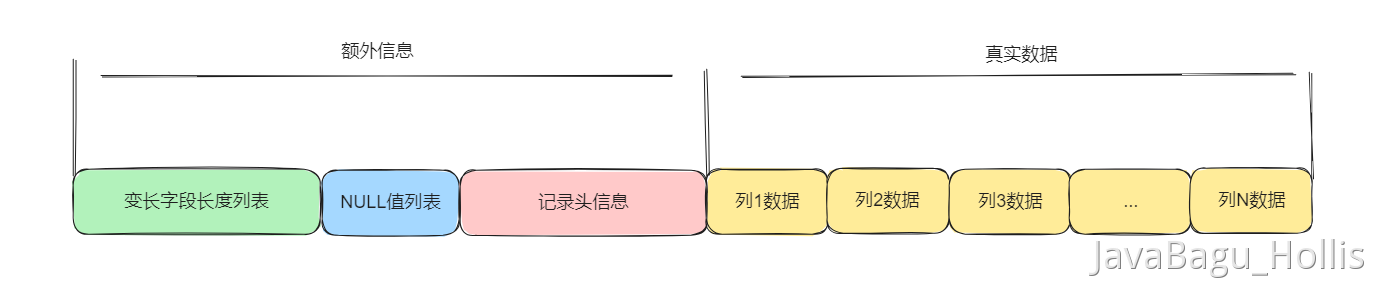 额外信息
真实数据
变长字段长度列表
NULL值列表
记录头信息
列1数据
列2数据
列3数据
...
列N数据
JavaBagu_Hollis